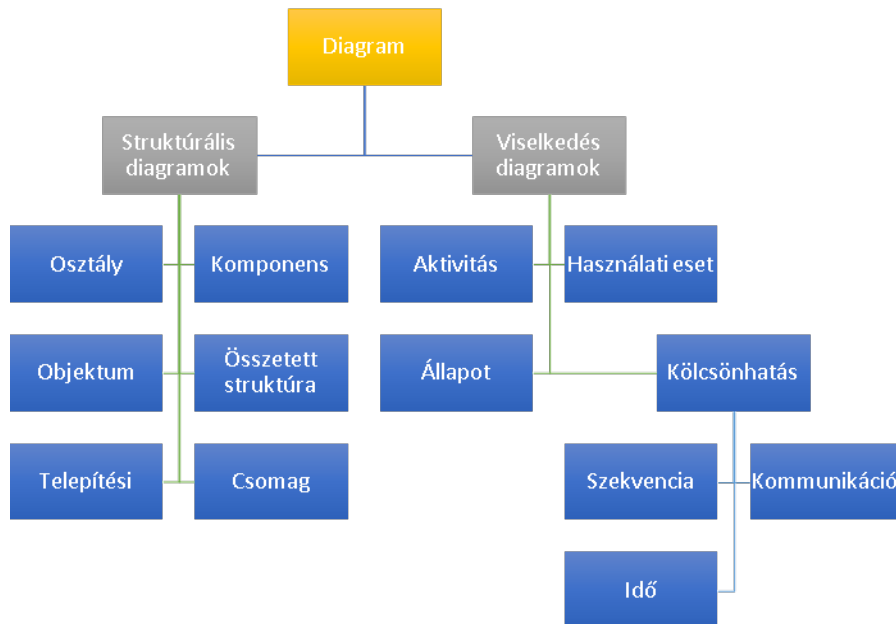 Diagram
Struktúrális
diagramok
Viselkedés
diagramok
Osztály
Komponens
Aktivitás
Használati eset
Objektum
Összetett
struktúra
Állapot
Kölcsönhatás
Telepítési
Csomag
Szekvencia
Kommunikáció
Idő